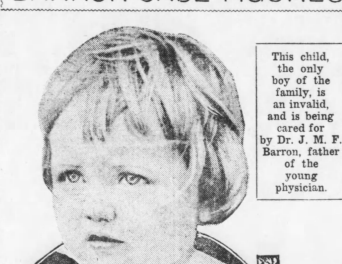 This child,
the only
boy of the
family, is
an invalid,
and is being
cared for
by Dr. J. M. F.
Barron, father
of the
young
physician.